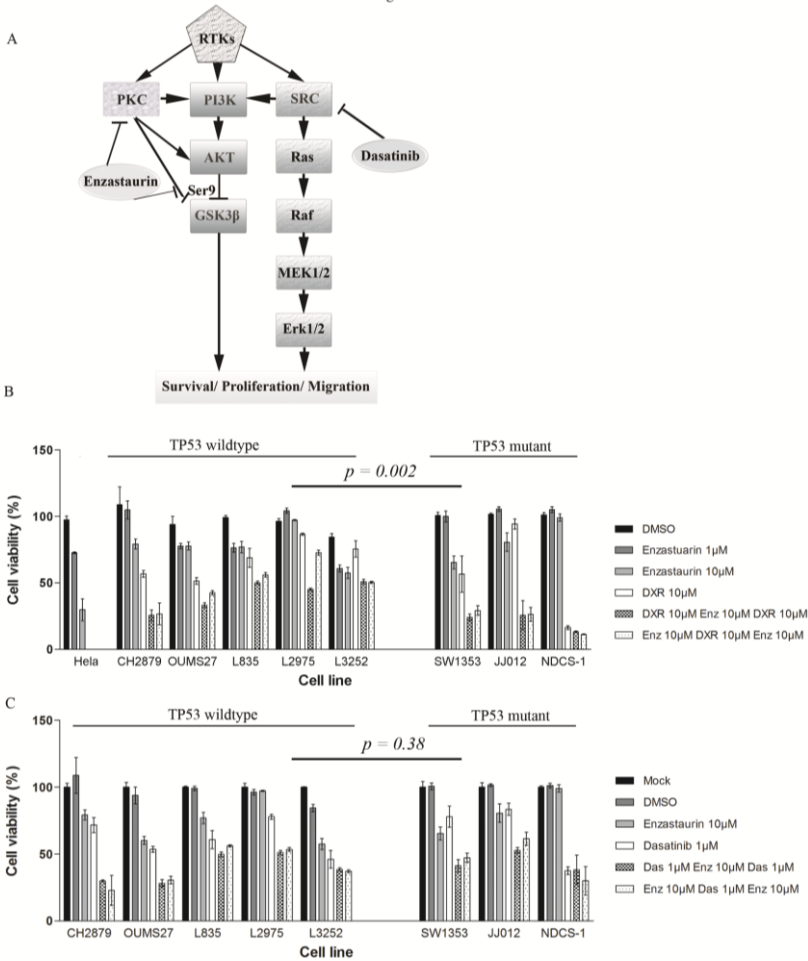 A
RTKs
PKC
PI3K
SRC
AKT
Ras
Dasatinib
Enzastaurin
Ser9
GSK3β
Raf
MEK1/2
Erk1/2
Survival/ Proliferation/ Migration
B
TP53 wildtype
TP53 mutant
p = 0.002
150
100
50
0
Cell viability (%)
DMSO
Enzastuarin 1µM
Enzastaurin 10µM
DXR 10µM
DXR 10µM Enz 10µM DXR 10µM
Enz 10µM DXR 10µM Enz 10µM
Hela CH2879 OUMS27 L835 L2975 L3252 SW1353 JJ012 NDCS-1
Cell line
C
TP53 wildtype
TP53 mutant
p = 0.38
150
100
50
0
Cell viability (%)
Mock
DMSO
Enzastaurin 10µM
Dasatinib 1µM
Das 1µM Enz 10µM Das 1µM
Enz 10µM Das 1µM Enz 10µM
CH2879 OUMS27 L835 L2975 L3252 SW1353 JJ012 NDCS-1
Cell line